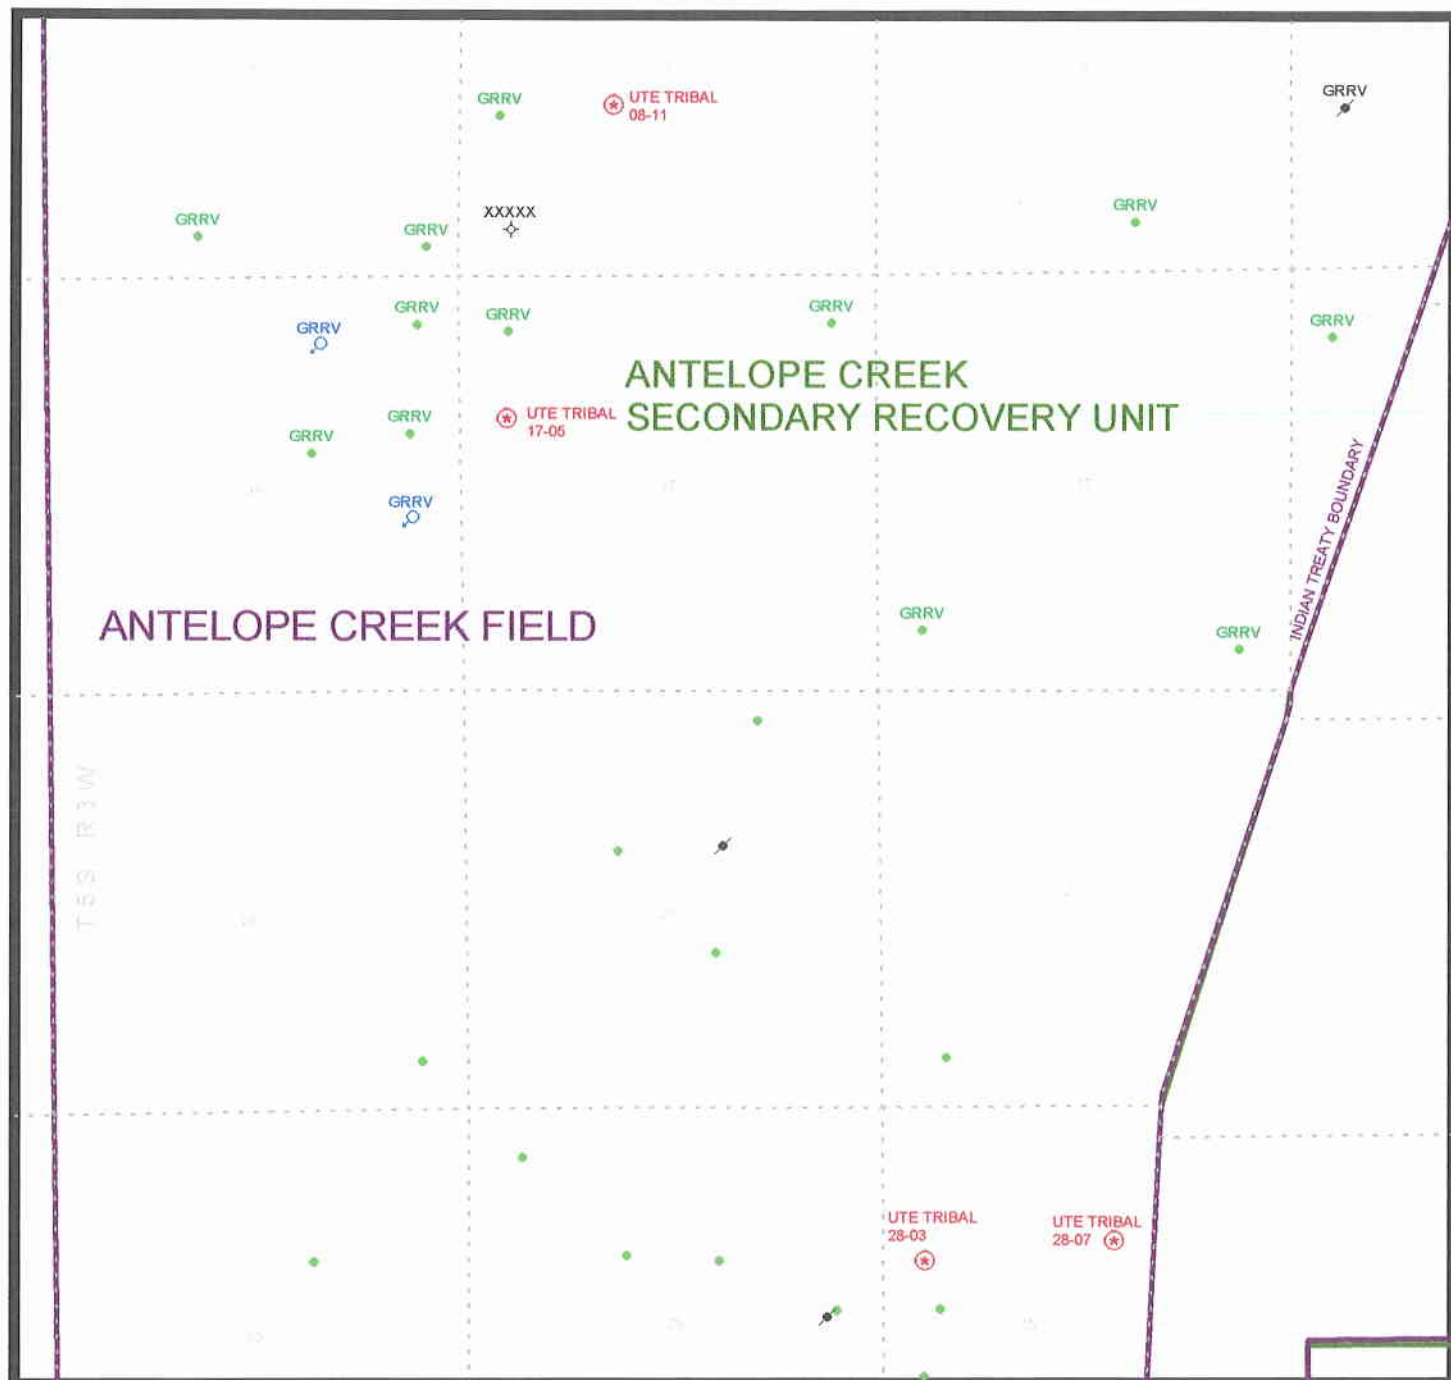 GRRV
UTE TRIBAL
08-11
GRRV
GRRV
GRRV
XXXXX
GRRV
GRRV
GRRV
GRRV
GRRV
GRRV
ANTELOPE CREEK
SECONDARY RECOVERY UNIT
UTE TRIBAL
17-05
GRRV
GRRV
GRRV
INDIAN TREATY BOUNDARY
ANTELOPE CREEK FIELD
GRRV
GRRV
T5S R3W
UTE TRIBAL
28-03
UTE TRIBAL
28-07